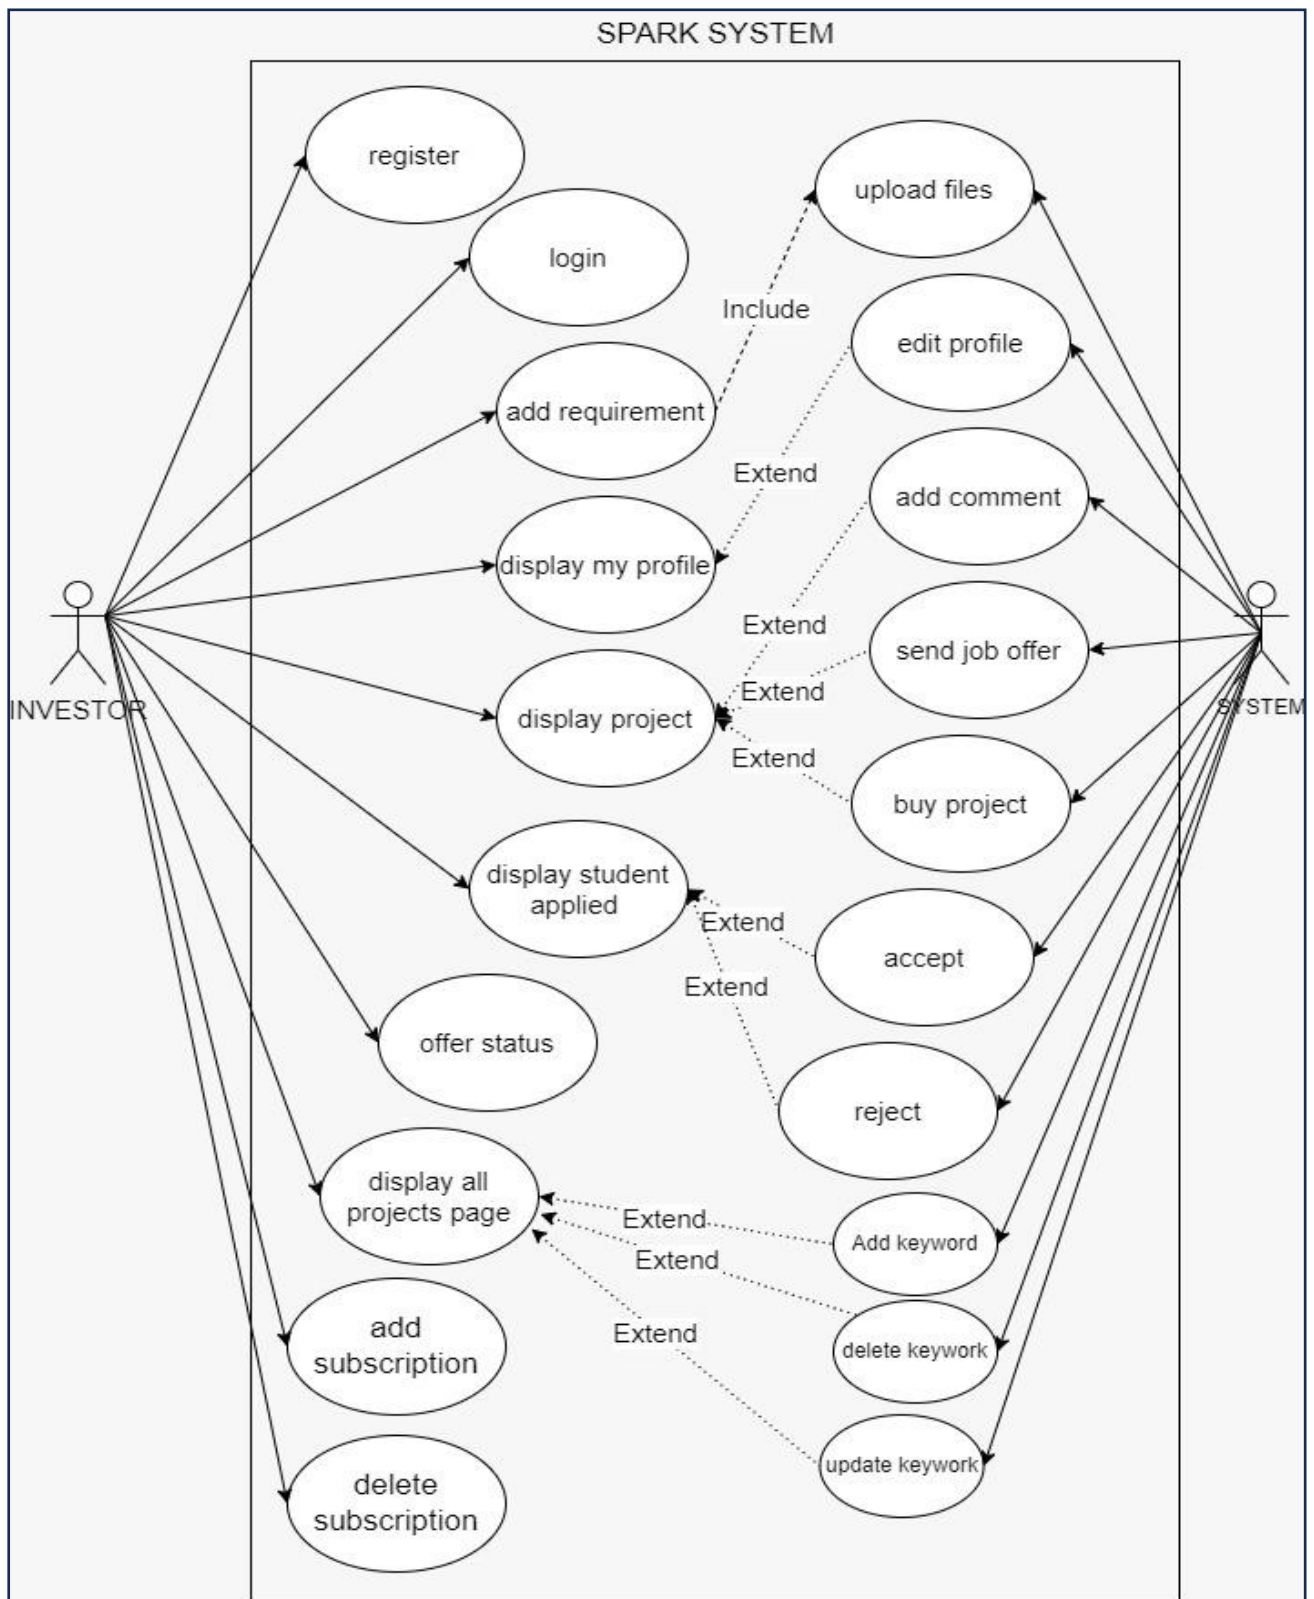 SPARK SYSTEM
register
upload files
login
Include
edit profile
add requirement
Extend
add comment
display my profile
Extend
send job offer
Extend
INVESTOR
display project
SYSTEM
Extend
buy project
display student
applied
Extend
accept
Extend
offer status
reject
display all
projects page
Extend
Add keyword
Extend
add
subscription
Extend
delete keywork
update keywork
delete
subscription